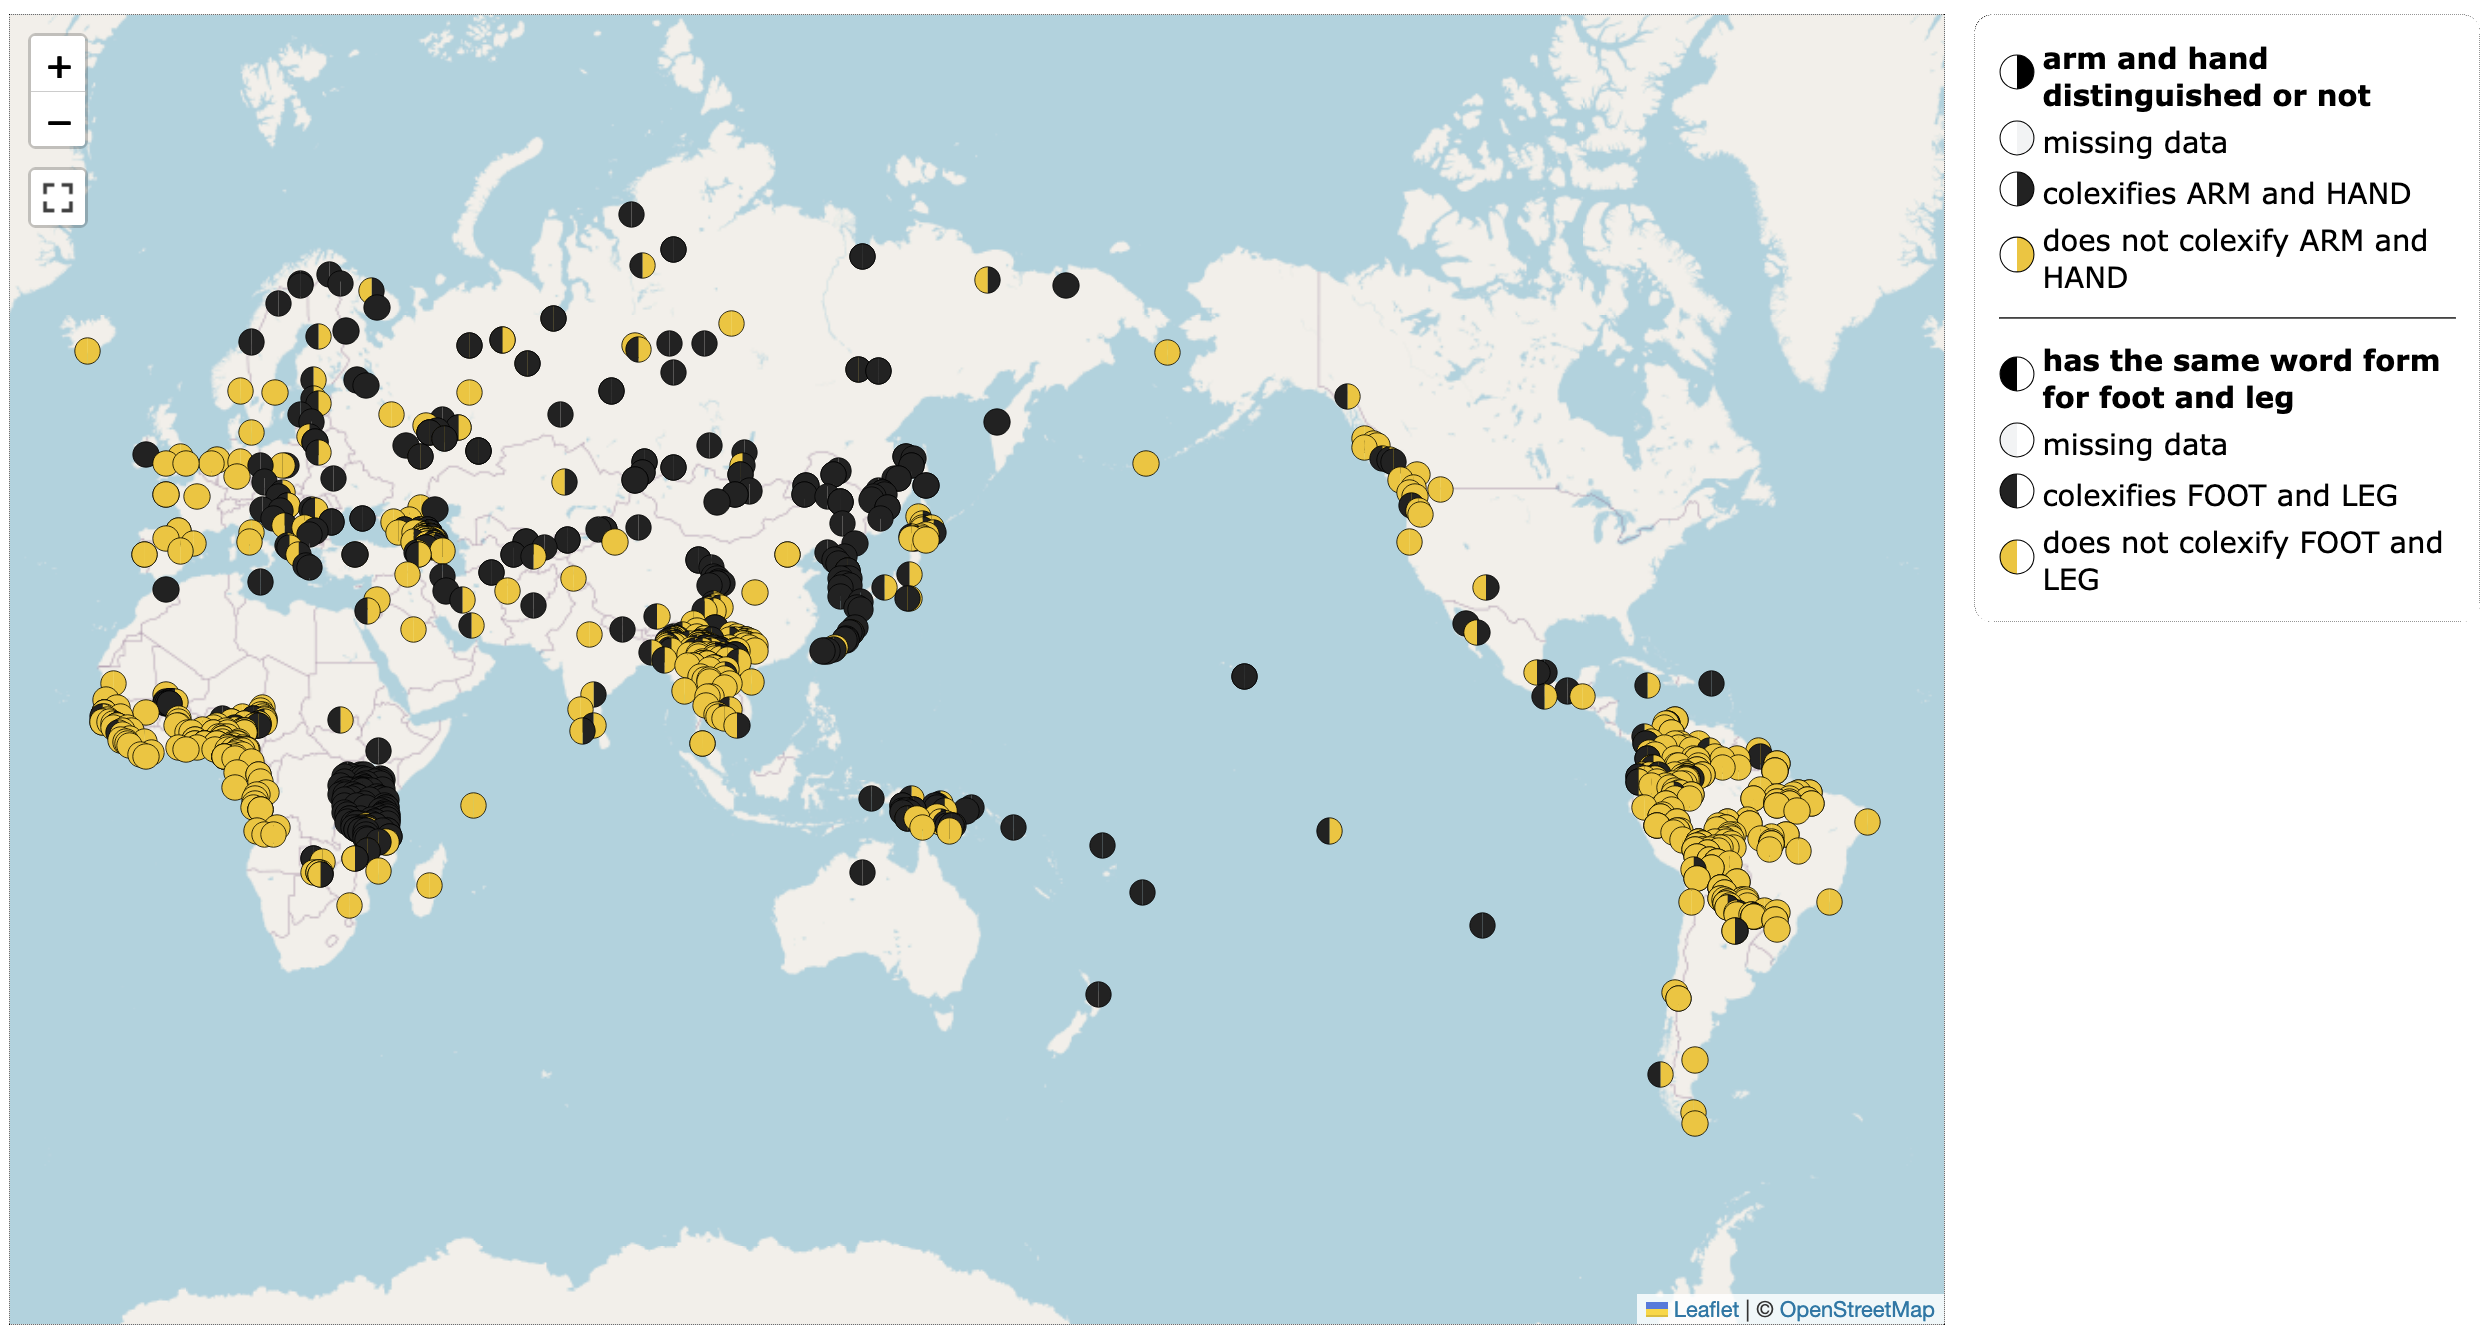 +
−
arm and hand
distinguished or not
missing data
colexifies ARM and HAND
does not colexify ARM and
HAND
has the same word form
for foot and leg
missing data
colexifies FOOT and LEG
does not colexify FOOT and
LEG
Leaflet | © OpenStreetMap